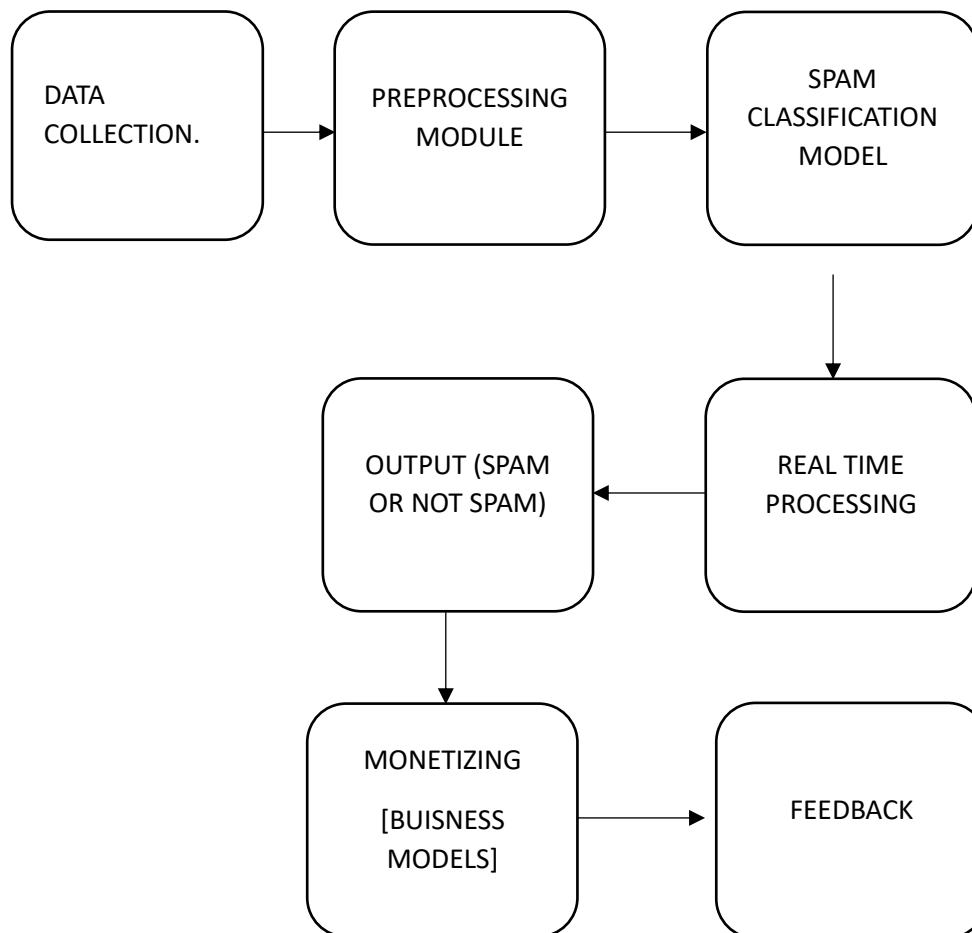 DATA
COLLECTION.
PREPROCESSING
MODULE
SPAM
CLASSIFICATION
MODEL
REAL TIME
PROCESSING
OUTPUT (SPAM
OR NOT SPAM)
MONETIZING
[BUISNESS
MODELS]
FEEDBACK